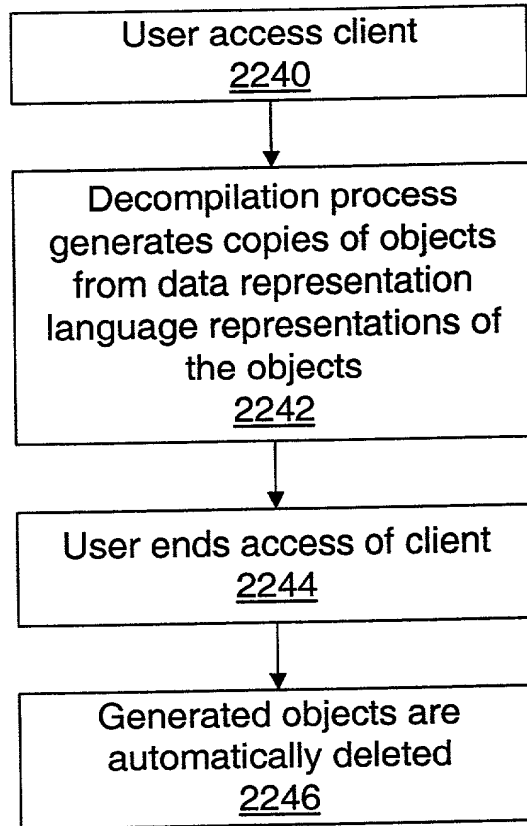 User access client
2240
Decompilation process
generates copies of objects
from data representation
language representations of
the objects
2242
User ends access of client
2244
Generated objects are
automatically deleted
2246